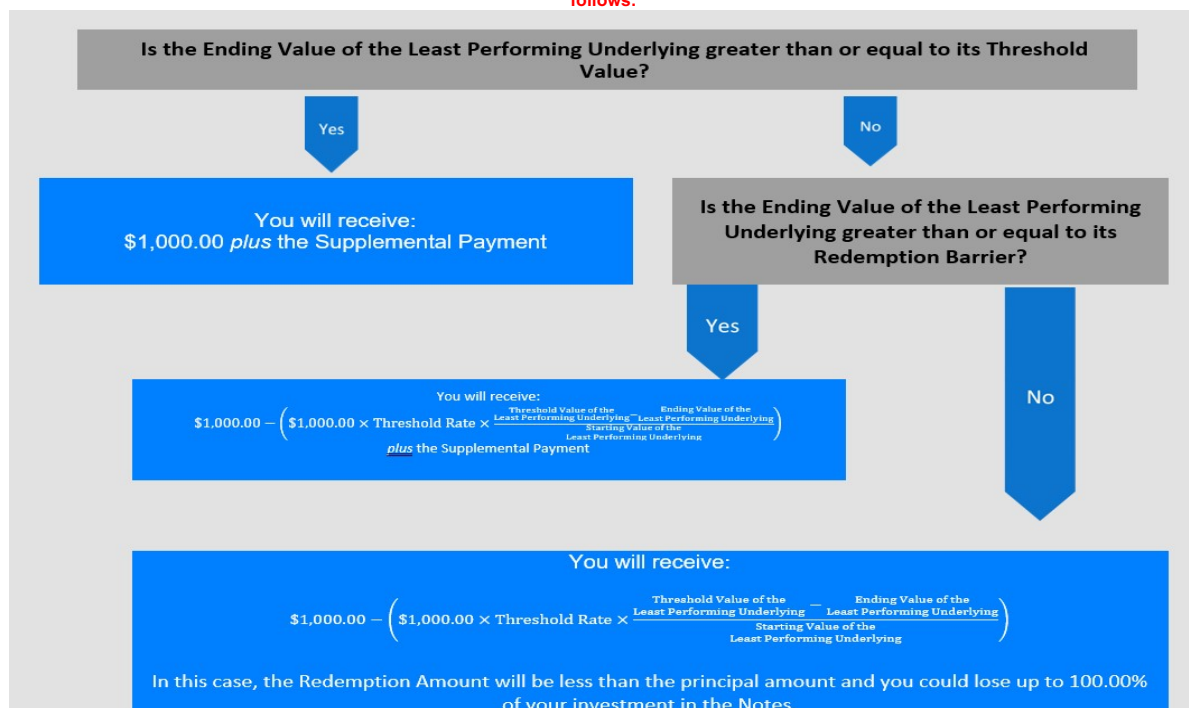 follows:
Is the Ending Value of the Least Performing Underlying greater than or equal to its Threshold
Value?
Yes
No
You will receive:
$1,000.00 plus the Supplemental Payment
Is the Ending Value of the Least Performing
Underlying greater than or equal to its
Redemption Barrier?
Yes
No
You will receive:
Threshold Value of the Ending Value of the
$1,000.00 − ($1,000.00 × Threshold Rate × Least Performing Underlying − Least Performing Underlying)
Starting Value of the
Least Performing Underlying
plus the Supplemental Payment
You will receive:
Threshold Value of the Ending Value of the
$1,000.00 − ($1,000.00 × Threshold Rate × Least Performing Underlying − Least Performing Underlying)
Starting Value of the
Least Performing Underlying
In this case, the Redemption Amount will be less than the principal amount and you could lose up to 100.00%
of your investment in the Notes